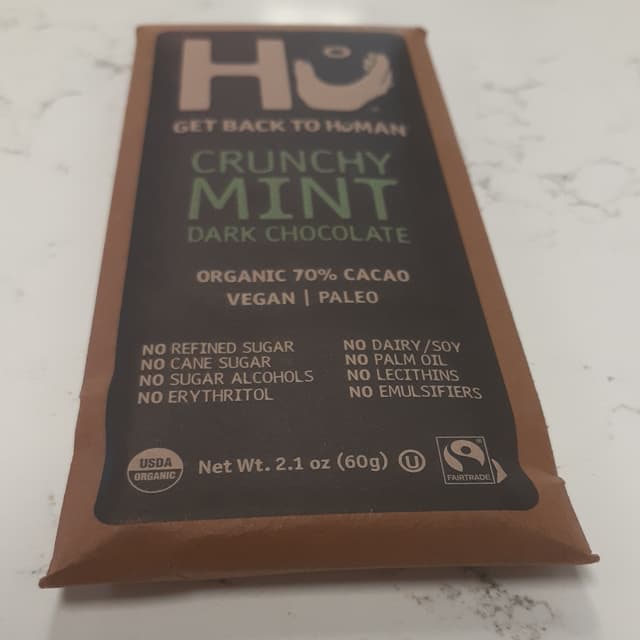 HU
GET BACK TO HUMAN
CRUNCHY
MINT
DARK CHOCOLATE
ORGANIC 70% CACAO
VEGAN | PALEO
NO REFINED SUGAR
NO CANE SUGAR
NO SUGAR ALCOHOLS
NO ERYTHRITOL
NO DAIRY/SOY
NO PALM OIL
NO LECITHINS
NO EMULSIFIERS
USDA
ORGANIC
Net Wt. 2.1 oz (60g)
U
FAIRTRADE